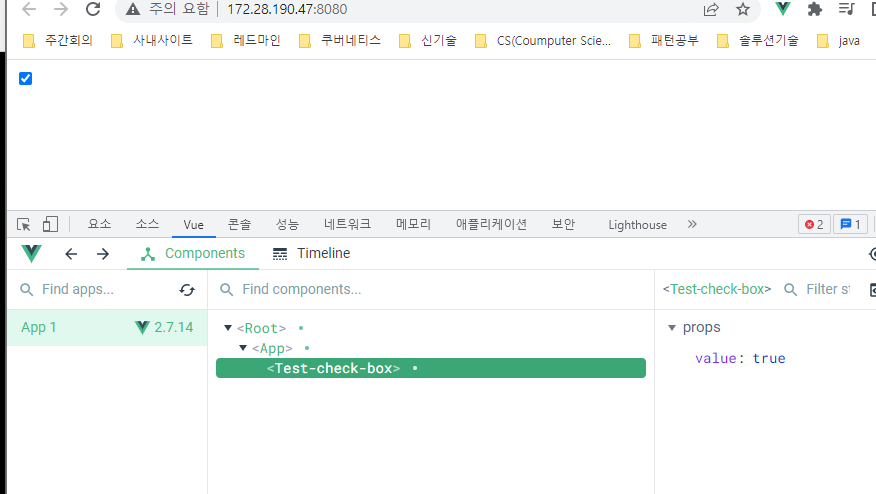 주의 요함 172.28.190.47:8080
주간회의 사내사이트 레드마인 쿠버네티스 신기술 CS(Coumputer Scie... 패턴공부 솔루션기술 java
요소 소스 Vue 콘솔 성능 네트워크 메모리 애플리케이션 보안 Lighthouse 2 1
Components Timeline
Find apps... Find components... <Test-check-box> Filter st
App 1 2.7.14 <Root> props
<App>
value: true
<Test-check-box>